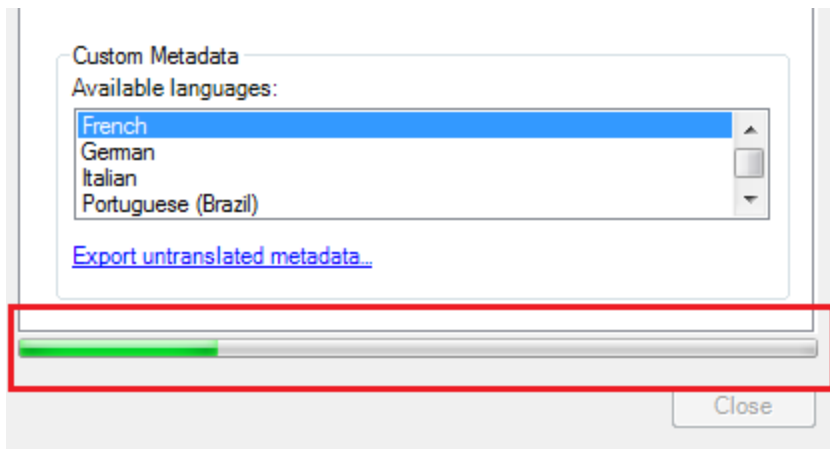 Custom Metadata
Available languages:
French
German
Italian
Portuguese (Brazil)
Export untranslated metadata...
Close